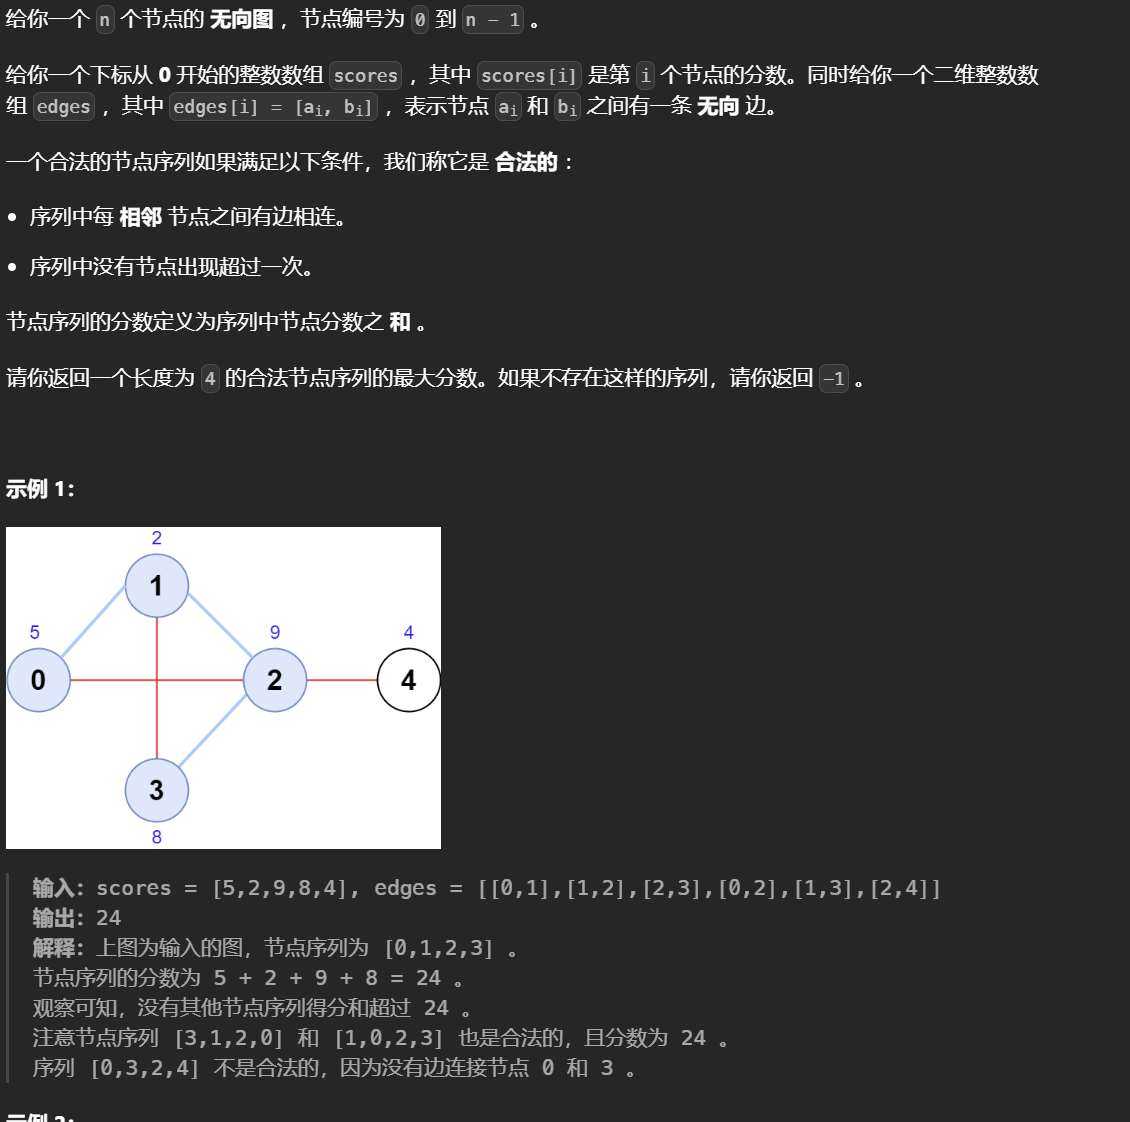 给你一个 n 个节点的 无向图 ，节点编号为 0 到 n - 1 。
给你一个下标从 0 开始的整数数组 scores ，其中 scores[i] 是第 i 个节点的分数。同时给你一个二维整数数
组 edges ，其中 edges[i] = [ai, bi] ，表示节点 ai 和 bi 之间有一条 无向 边。
一个合法的节点序列如果满足以下条件，我们称它是 合法的 ：
• 序列中每 相邻 节点之间有边相连。
• 序列中没有节点出现超过一次。
节点序列的分数定义为序列中节点分数之 和 。
请你返回一个长度为 4 的合法节点序列的最大分数。如果不存在这样的序列，请你返回 -1 。
示例 1：
2
1
5
9
4
0
2
4
3
8
输入：scores = [5,2,9,8,4], edges = [[0,1],[1,2],[2,3],[0,2],[1,3],[2,4]]
输出：24
解释：上图为输入的图，节点序列为 [0,1,2,3] 。
节点序列的分数为 5 + 2 + 9 + 8 = 24 。
观察可知，没有其他节点序列得分和超过 24 。
注意节点序列 [3,1,2,0] 和 [1,0,2,3] 也是合法的，且分数为 24 。
序列 [0,3,2,4] 不是合法的，因为没有边连接节点 0 和 3 。